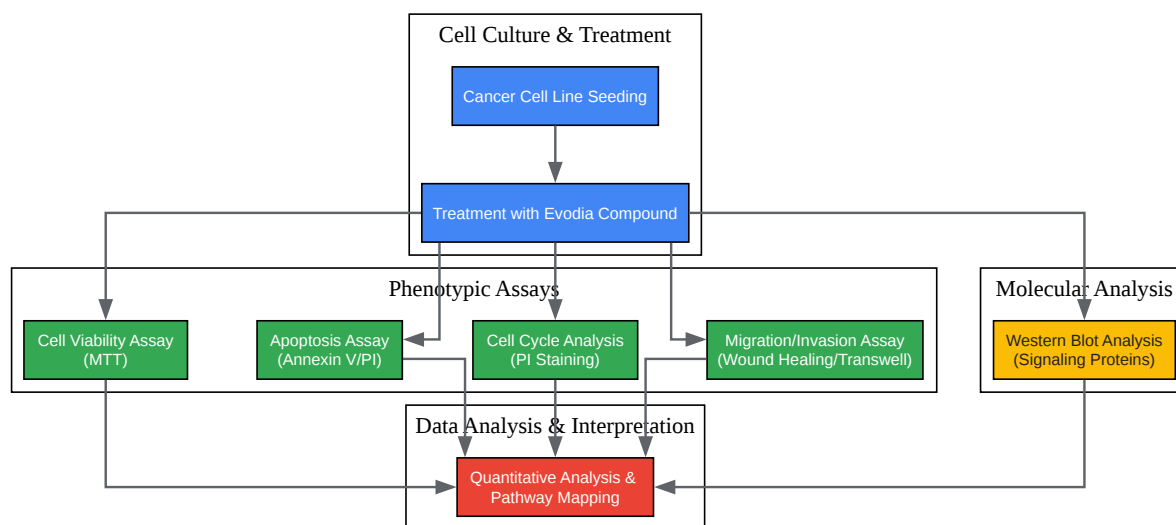 Cell Culture & Treatment
Cancer Cell Line Seeding
Treatment with Evodia Compound
Phenotypic Assays
Molecular Analysis
Cell Viability Assay
(MTT)
Apoptosis Assay
(Annexin V/PI)
Cell Cycle Analysis
(PI Staining)
Migration/Invasion Assay
(Wound Healing/Transwell)
Western Blot Analysis
(Signaling Proteins)
Data Analysis & Interpretation
Quantitative Analysis &
Pathway Mapping